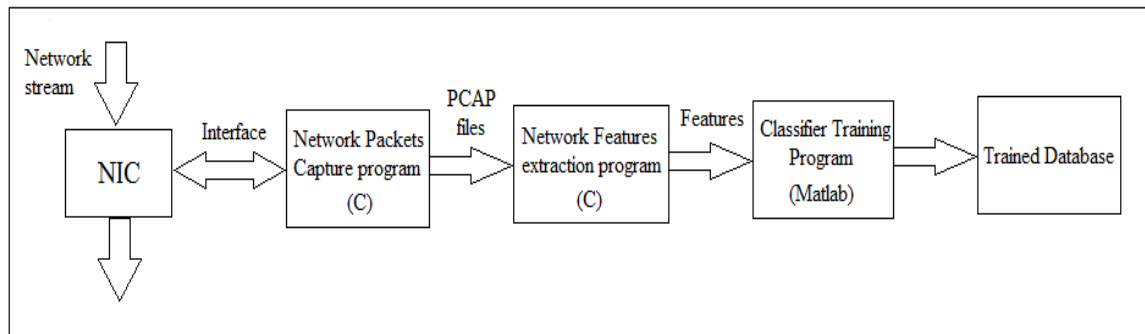 Network
stream
NIC
Interface
Network Packets
Capture program
(C)
PCAP
files
Network Features
extraction program
(C)
Features
Classifier Training
Program
(Matlab)
Trained Database